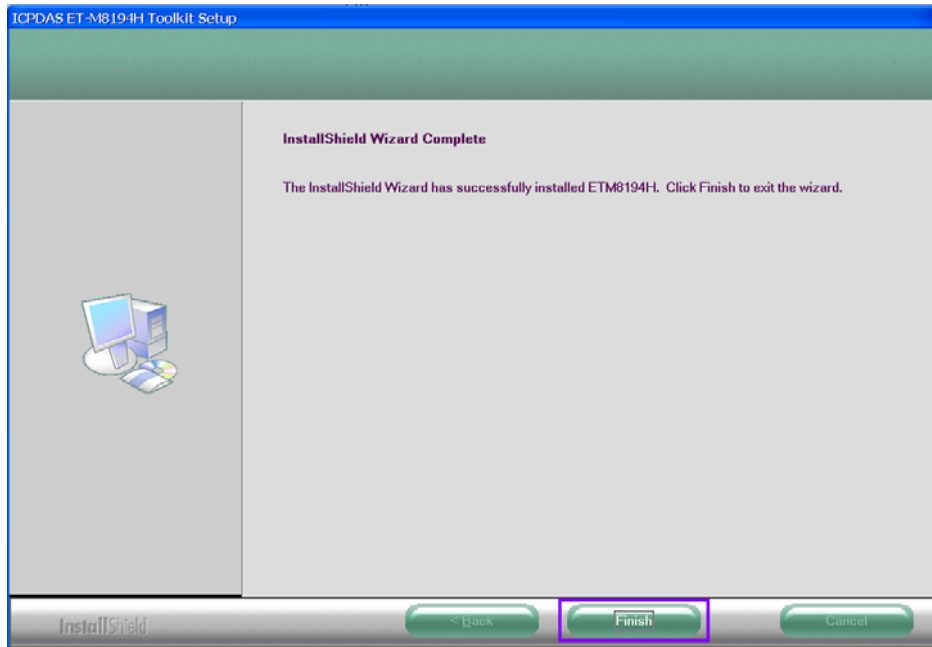 ICPDAS ET-M8194H Toolkit Setup
InstallShield Wizard Complete
The InstallShield Wizard has successfully installed ETM8194H. Click Finish to exit the wizard.
InstallShield
< Back
Finish
Cancel